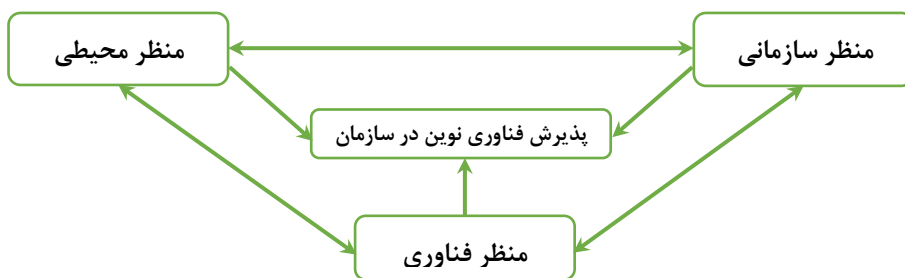 منظر سازمانی
منظر محیطی
پذیرش فناوری نوین در سازمان
منظر فناوری